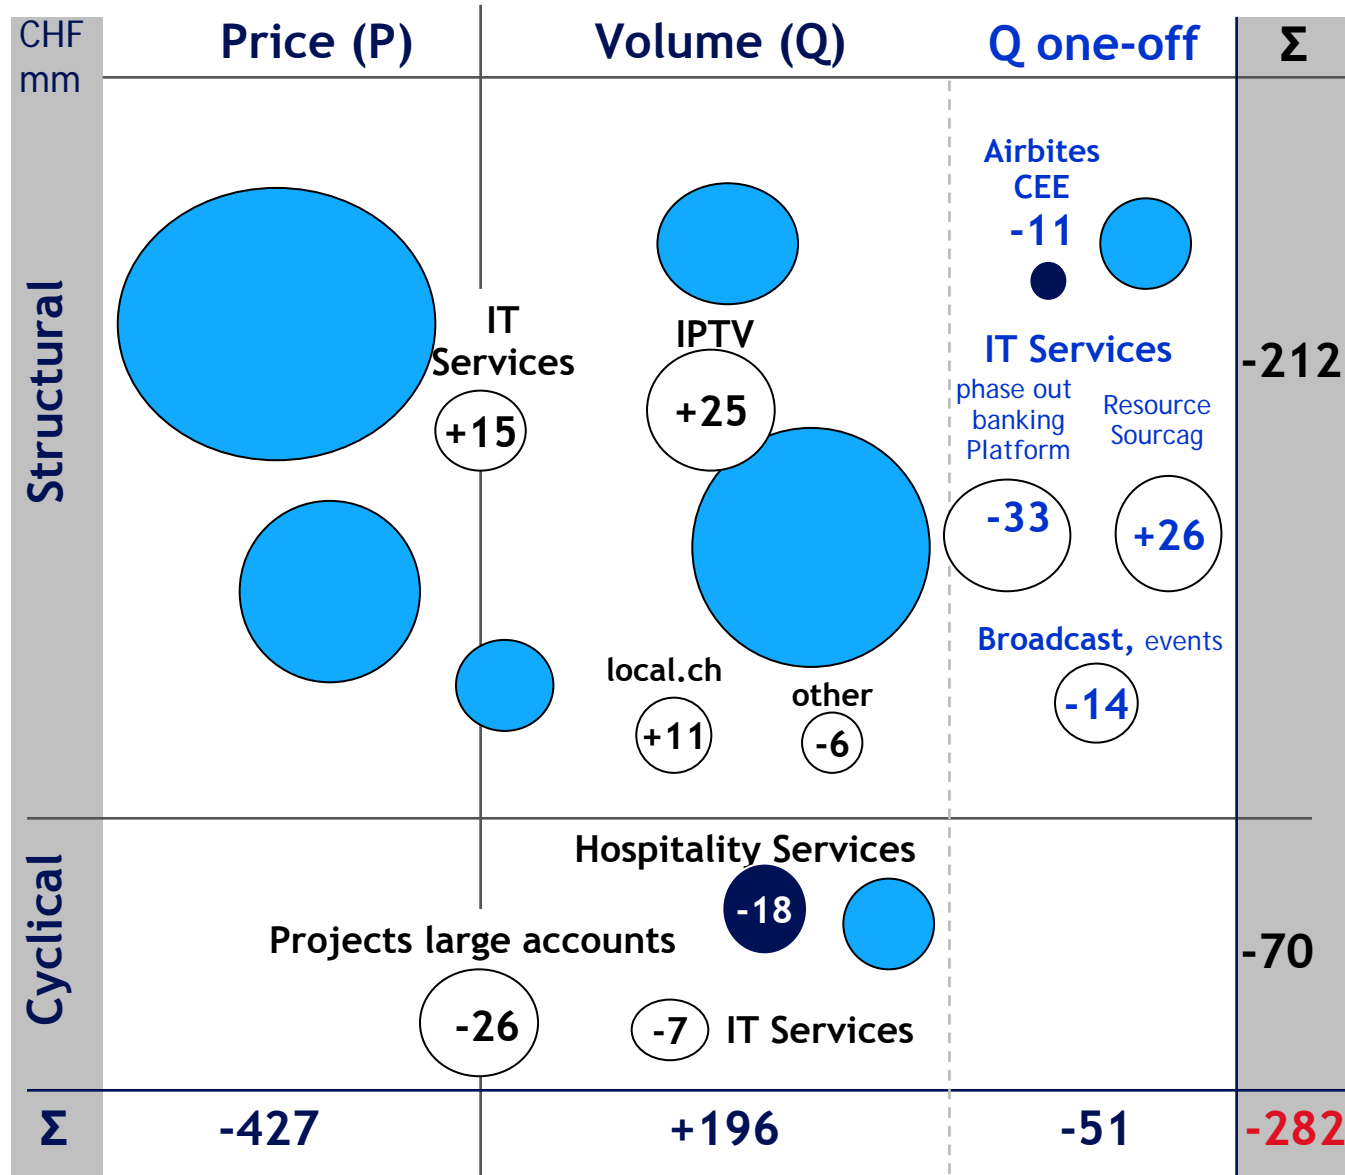 CHF
mm
Price (P)
Volume (Q)
Q one-off
Σ
Structural
Airbites
CEE
-11
IT
Services
+15
IPTV
+25
IT Services
phase out
banking
Platform
Resource
Sourcag
-33
+26
-212
Broadcast, events
-14
local.ch
+11
other
-6
Cyclical
Hospitality Services
-18
Projects large accounts
-26
-7
IT Services
-70
Σ
-427
+196
-51
-282